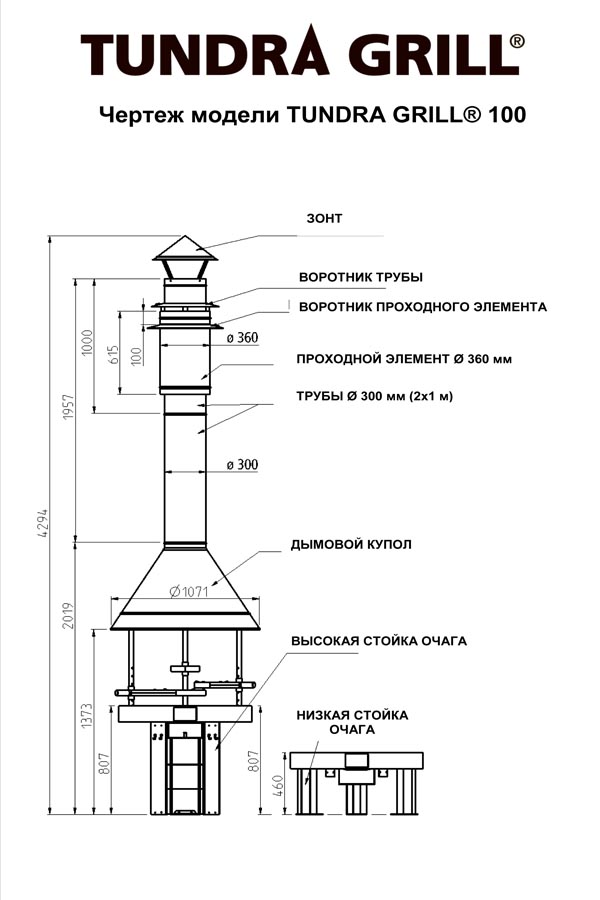 TUNDRA GRILL®
Чертеж модели TUNDRA GRILL® 100
ЗОНТ
ВОРОТНИК ТРУБЫ
ВОРОТНИК ПРОХОДНОГО ЭЛЕМЕНТА
ø 360
1000
615
100
ПРОХОДНОЙ ЭЛЕМЕНТ Ø 360 мм
ТРУБЫ Ø 300 мм (2х1 м)
1957
ø 300
4294
ДЫМОВОЙ КУПОЛ
Ø1071
2019
ВЫСОКАЯ СТОЙКА ОЧАГА
1373
НИЗКАЯ СТОЙКА
ОЧАГА
807
807
460